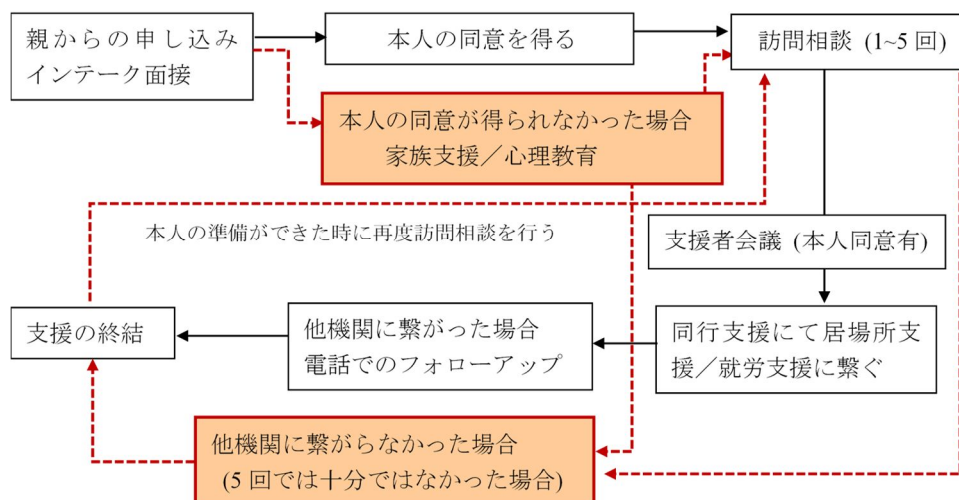 親からの申し込み
インテーク面接
本人の同意を得る
訪問相談 (1~5 回)
本人の同意が得られなかった場合
家族支援／心理教育
本人の準備ができた時に再度訪問相談を行う
支援者会議 (本人同意有)
支援の終結
他機関に繋がった場合
電話でのフォローアップ
同行支援にて居場所支
援／就労支援に繋ぐ
他機関に繋がらなかった場合
(5 回では十分ではなかった場合)